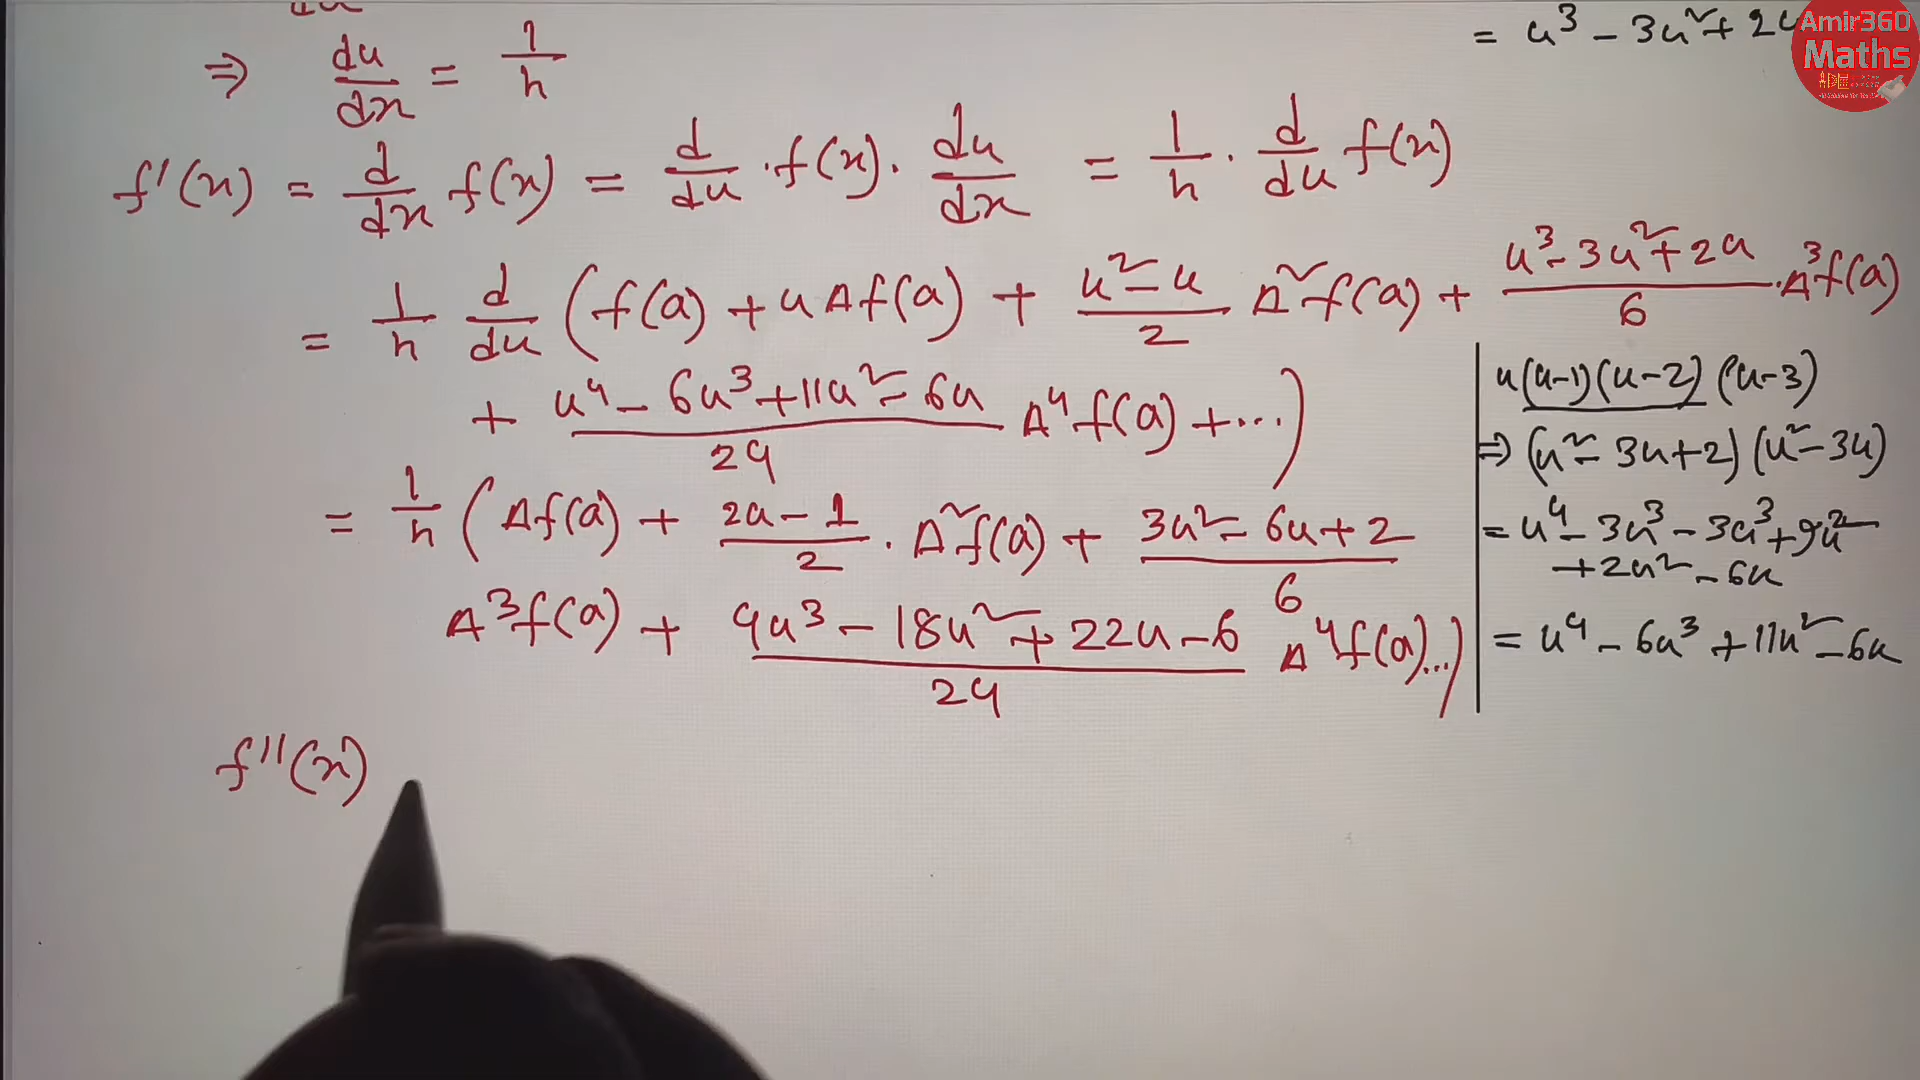 ⇒ du/dx = 1/h
= u³ - 3u² + 2u
Amir360
Maths
f'(x) = d/dx f(x) = d/du · f(x) · du/dx = 1/h · d/du f(x)
= 1/h d/du (f(a) + uΔf(a) + (u² - u)/2 Δ²f(a) + (u³ - 3u² + 2u)/6 · Δ³f(a)
+ (u⁴ - 6u³ + 11u² - 6u)/24 Δ⁴f(a) + ...)
= 1/h (Δf(a) + (2u - 1)/2 · Δ²f(a) + (3u² - 6u + 2)/6
Δ³f(a) + (4u³ - 18u² + 22u - 6)/24 Δ⁴f(a)...)
u(u-1)(u-2)(u-3)
⇒ (u² - 3u + 2)(u² - 3u)
= u⁴ - 3u³ - 3u³ + 9u²
+ 2u² - 6u
= u⁴ - 6u³ + 11u² - 6u
f''(x)